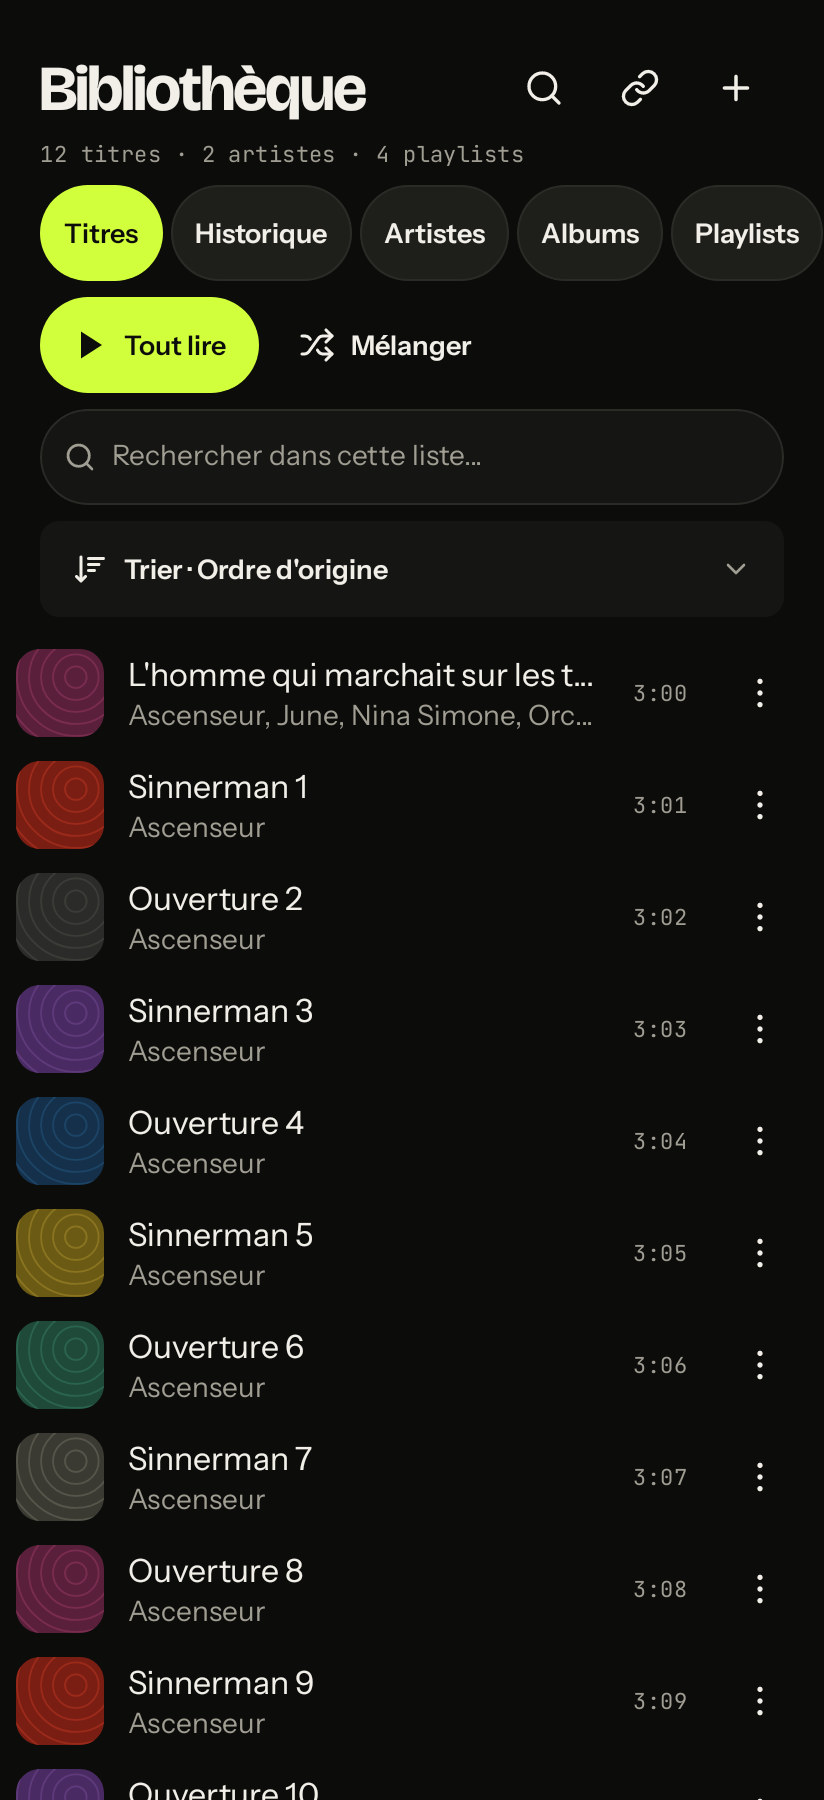 Bibliothèque
12 titres · 2 artistes · 4 playlists
Titres Historique Artistes Albums Playlists
Tout lire Mélanger
Rechercher dans cette liste...
Trier · Ordre d'origine
L'homme qui marchait sur les t... 3:00
Ascenseur, June, Nina Simone, Orc...
Sinnerman 1 3:01
Ascenseur
Ouverture 2 3:02
Ascenseur
Sinnerman 3 3:03
Ascenseur
Ouverture 4 3:04
Ascenseur
Sinnerman 5 3:05
Ascenseur
Ouverture 6 3:06
Ascenseur
Sinnerman 7 3:07
Ascenseur
Ouverture 8 3:08
Ascenseur
Sinnerman 9 3:09
Ascenseur
Ouverture 10